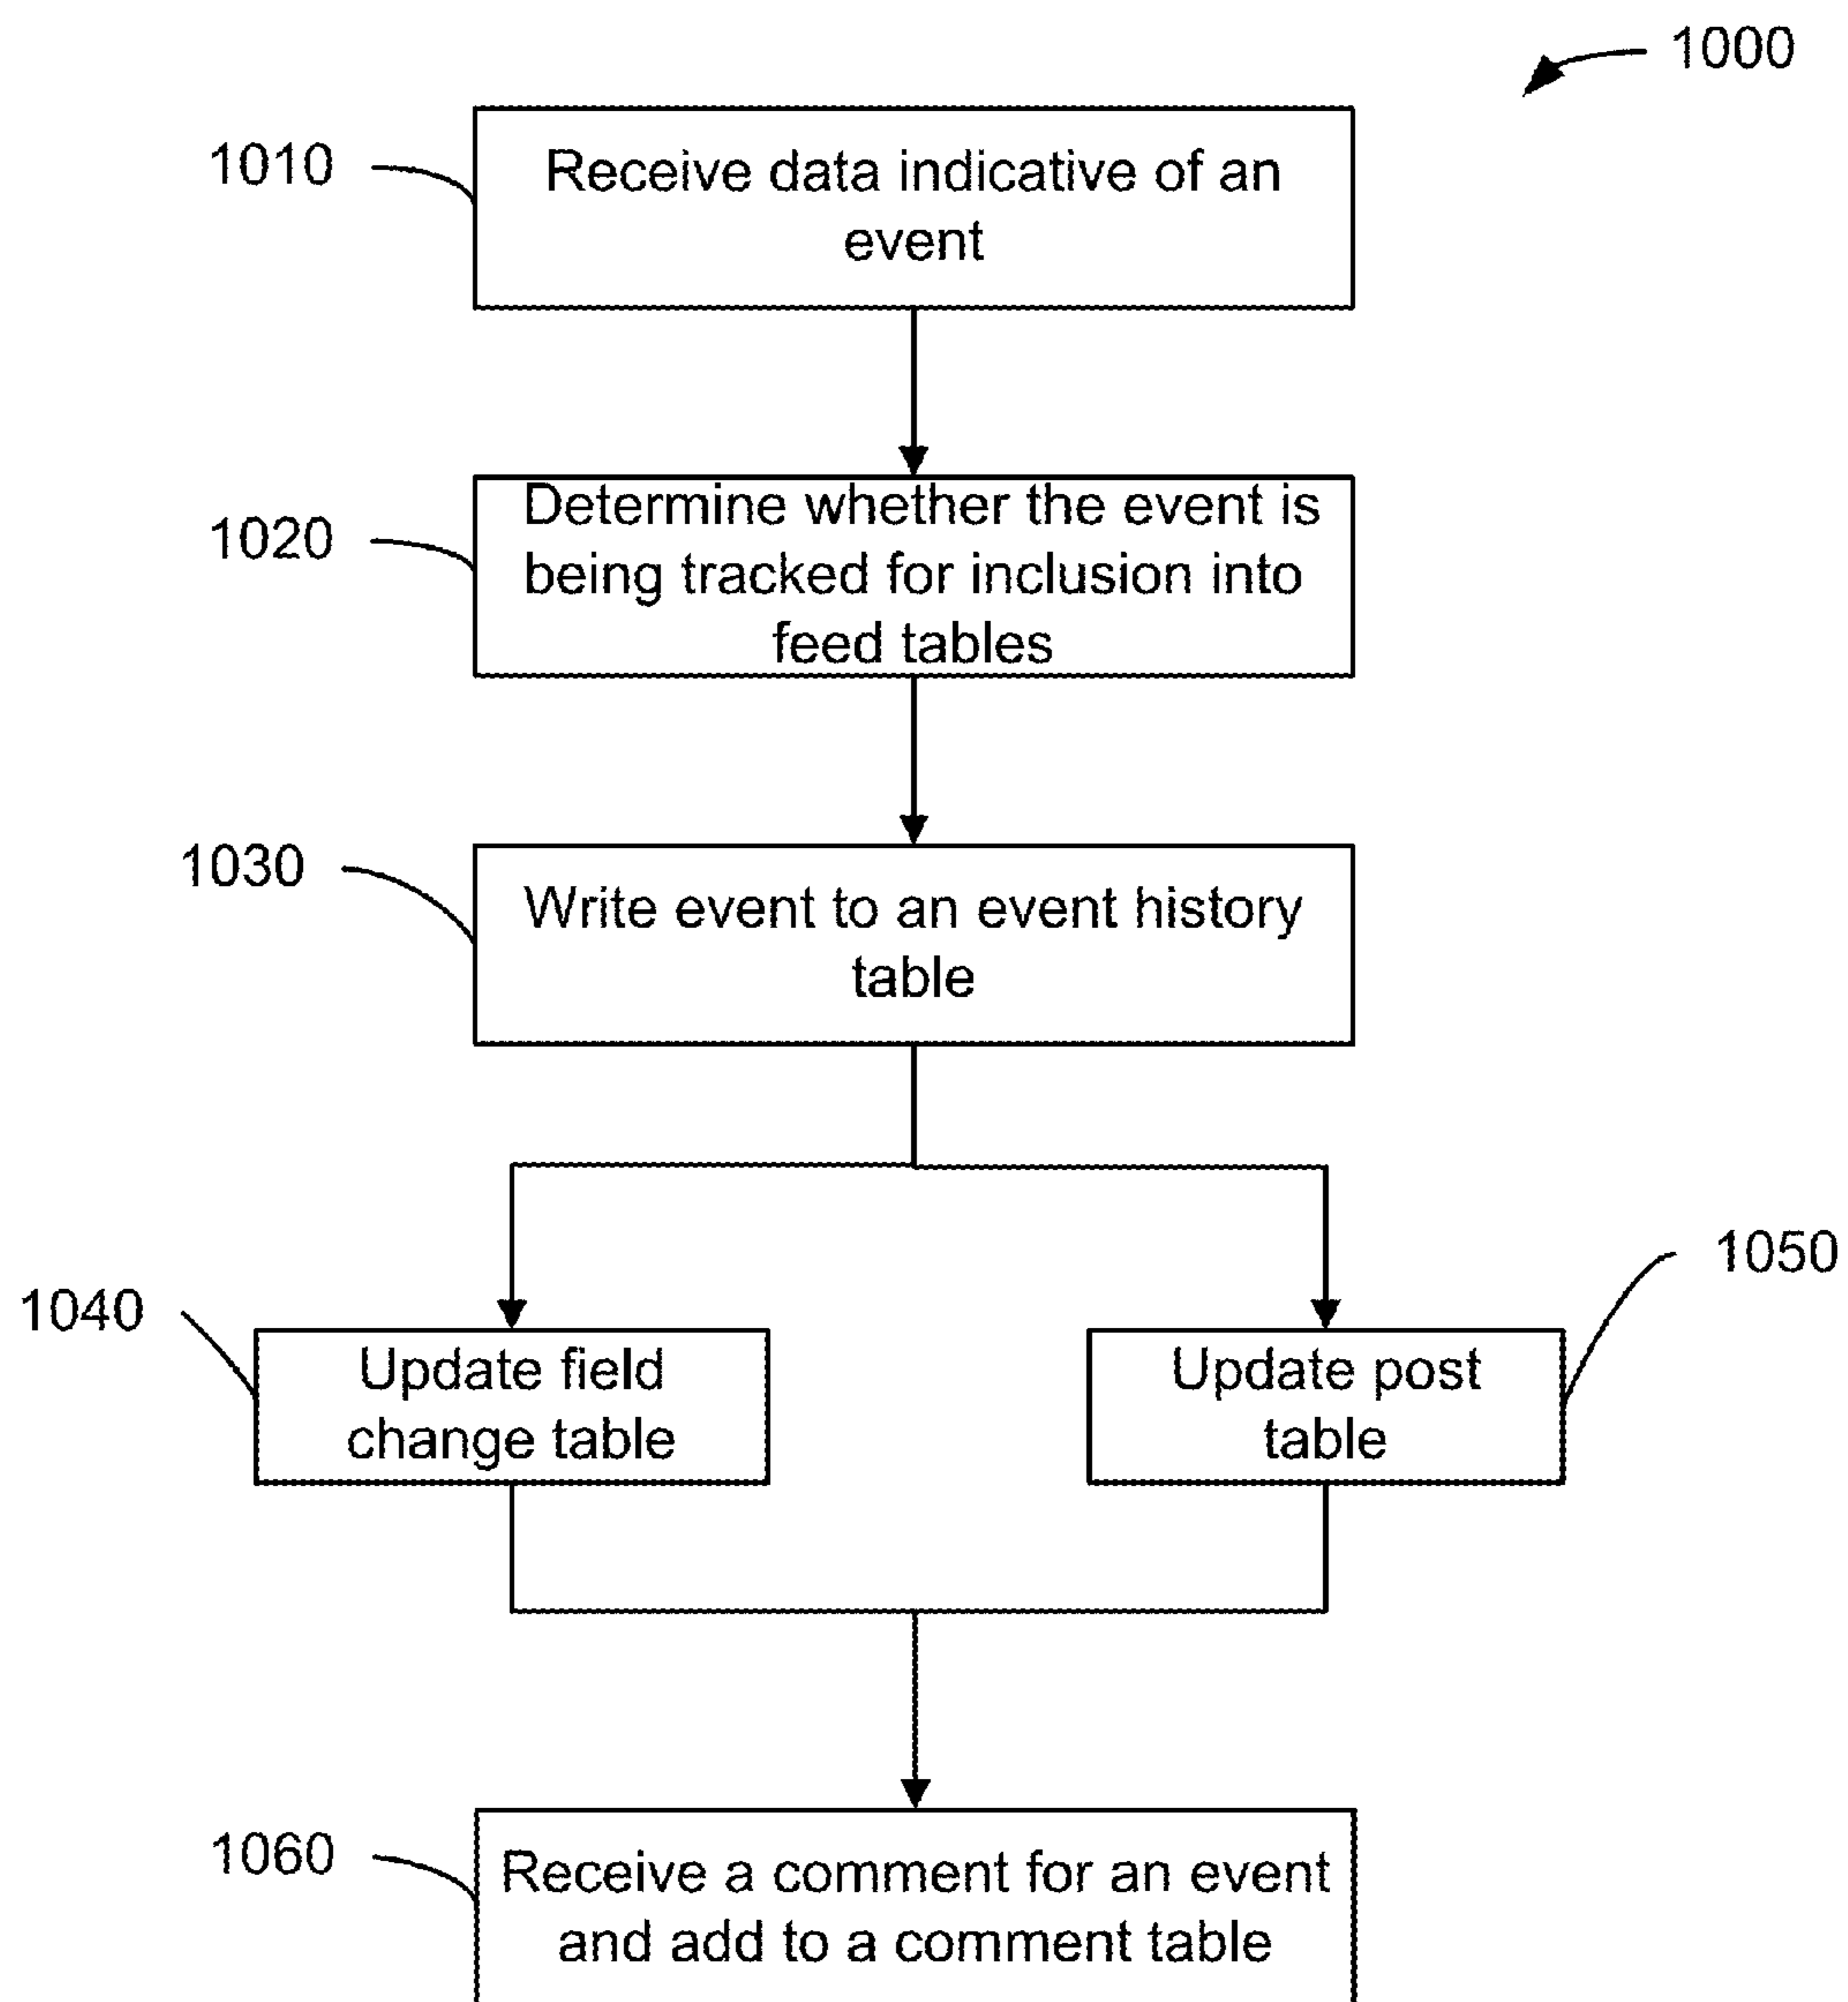 1000
1010
Receive data indicative of an
event
1020
Determine whether the event is
being tracked for inclusion into
feed tables
1030
Write event to an event history
table
1040
Update field
change table
1050
Update post
table
1060
Receive a comment for an event
and add to a comment table